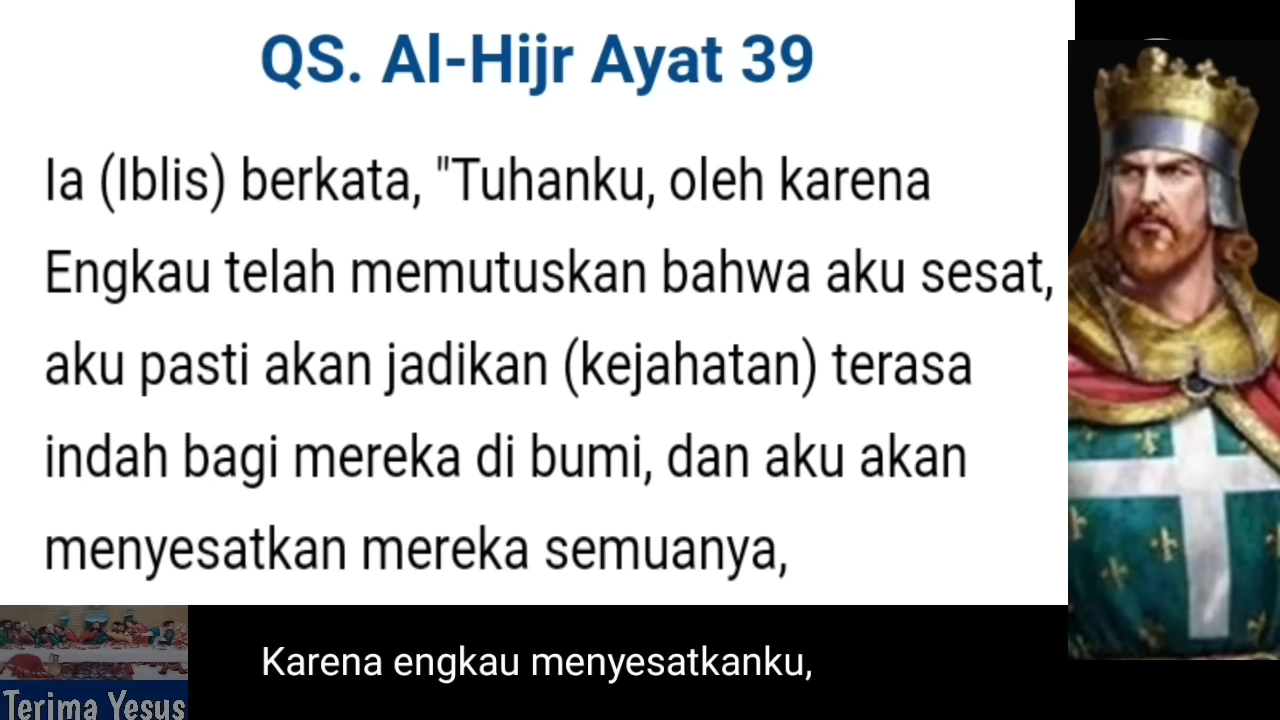 QS. Al-Hijr Ayat 39
Ia (Iblis) berkata, "Tuhanku, oleh karena
Engkau telah memutuskan bahwa aku sesat,
aku pasti akan jadikan (kejahatan) terasa
indah bagi mereka di bumi, dan aku akan
menyesatkan mereka semuanya,
Karena engkau menyesatkanku,
Terima Yesus